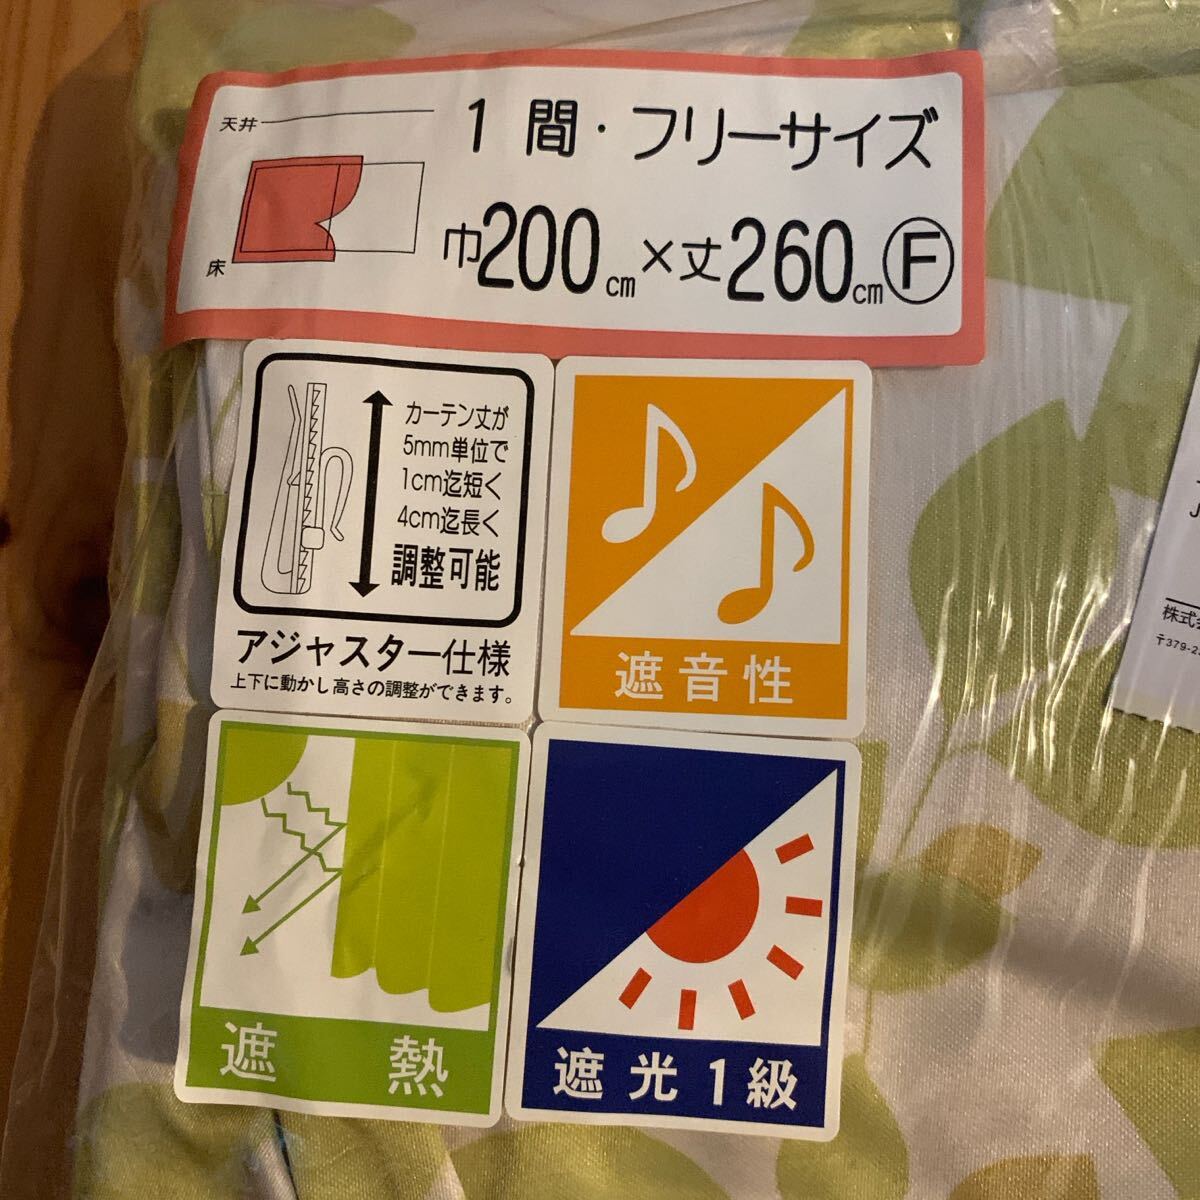 天井
1間・フリーサイズ
床
巾200cm×丈260cm Ⓕ
カーテン丈が
5mm単位で
1cm迄短く
4cm迄長く
調整可能
アジャスター仕様
上下に動かし高さの調整ができます。
遮音性
遮 熱
遮光1級
J
株式会
〒379-2